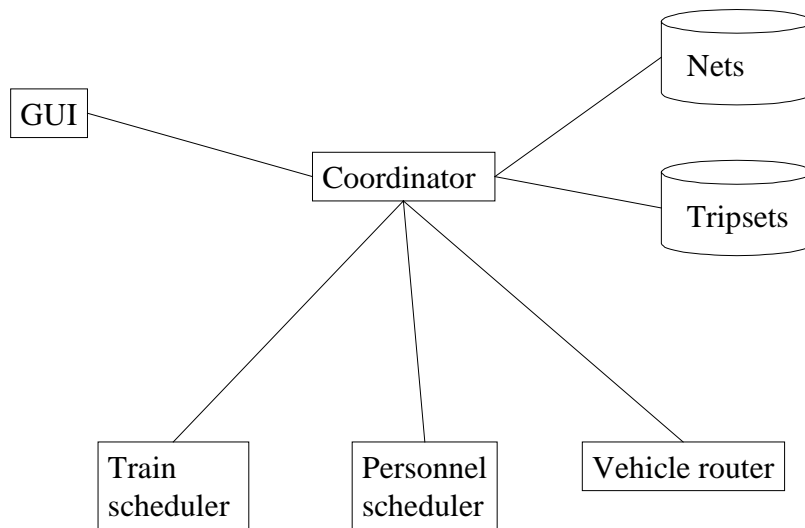 Nets
GUI
Coordinator
Tripsets
Train
scheduler
Personnel
scheduler
Vehicle router